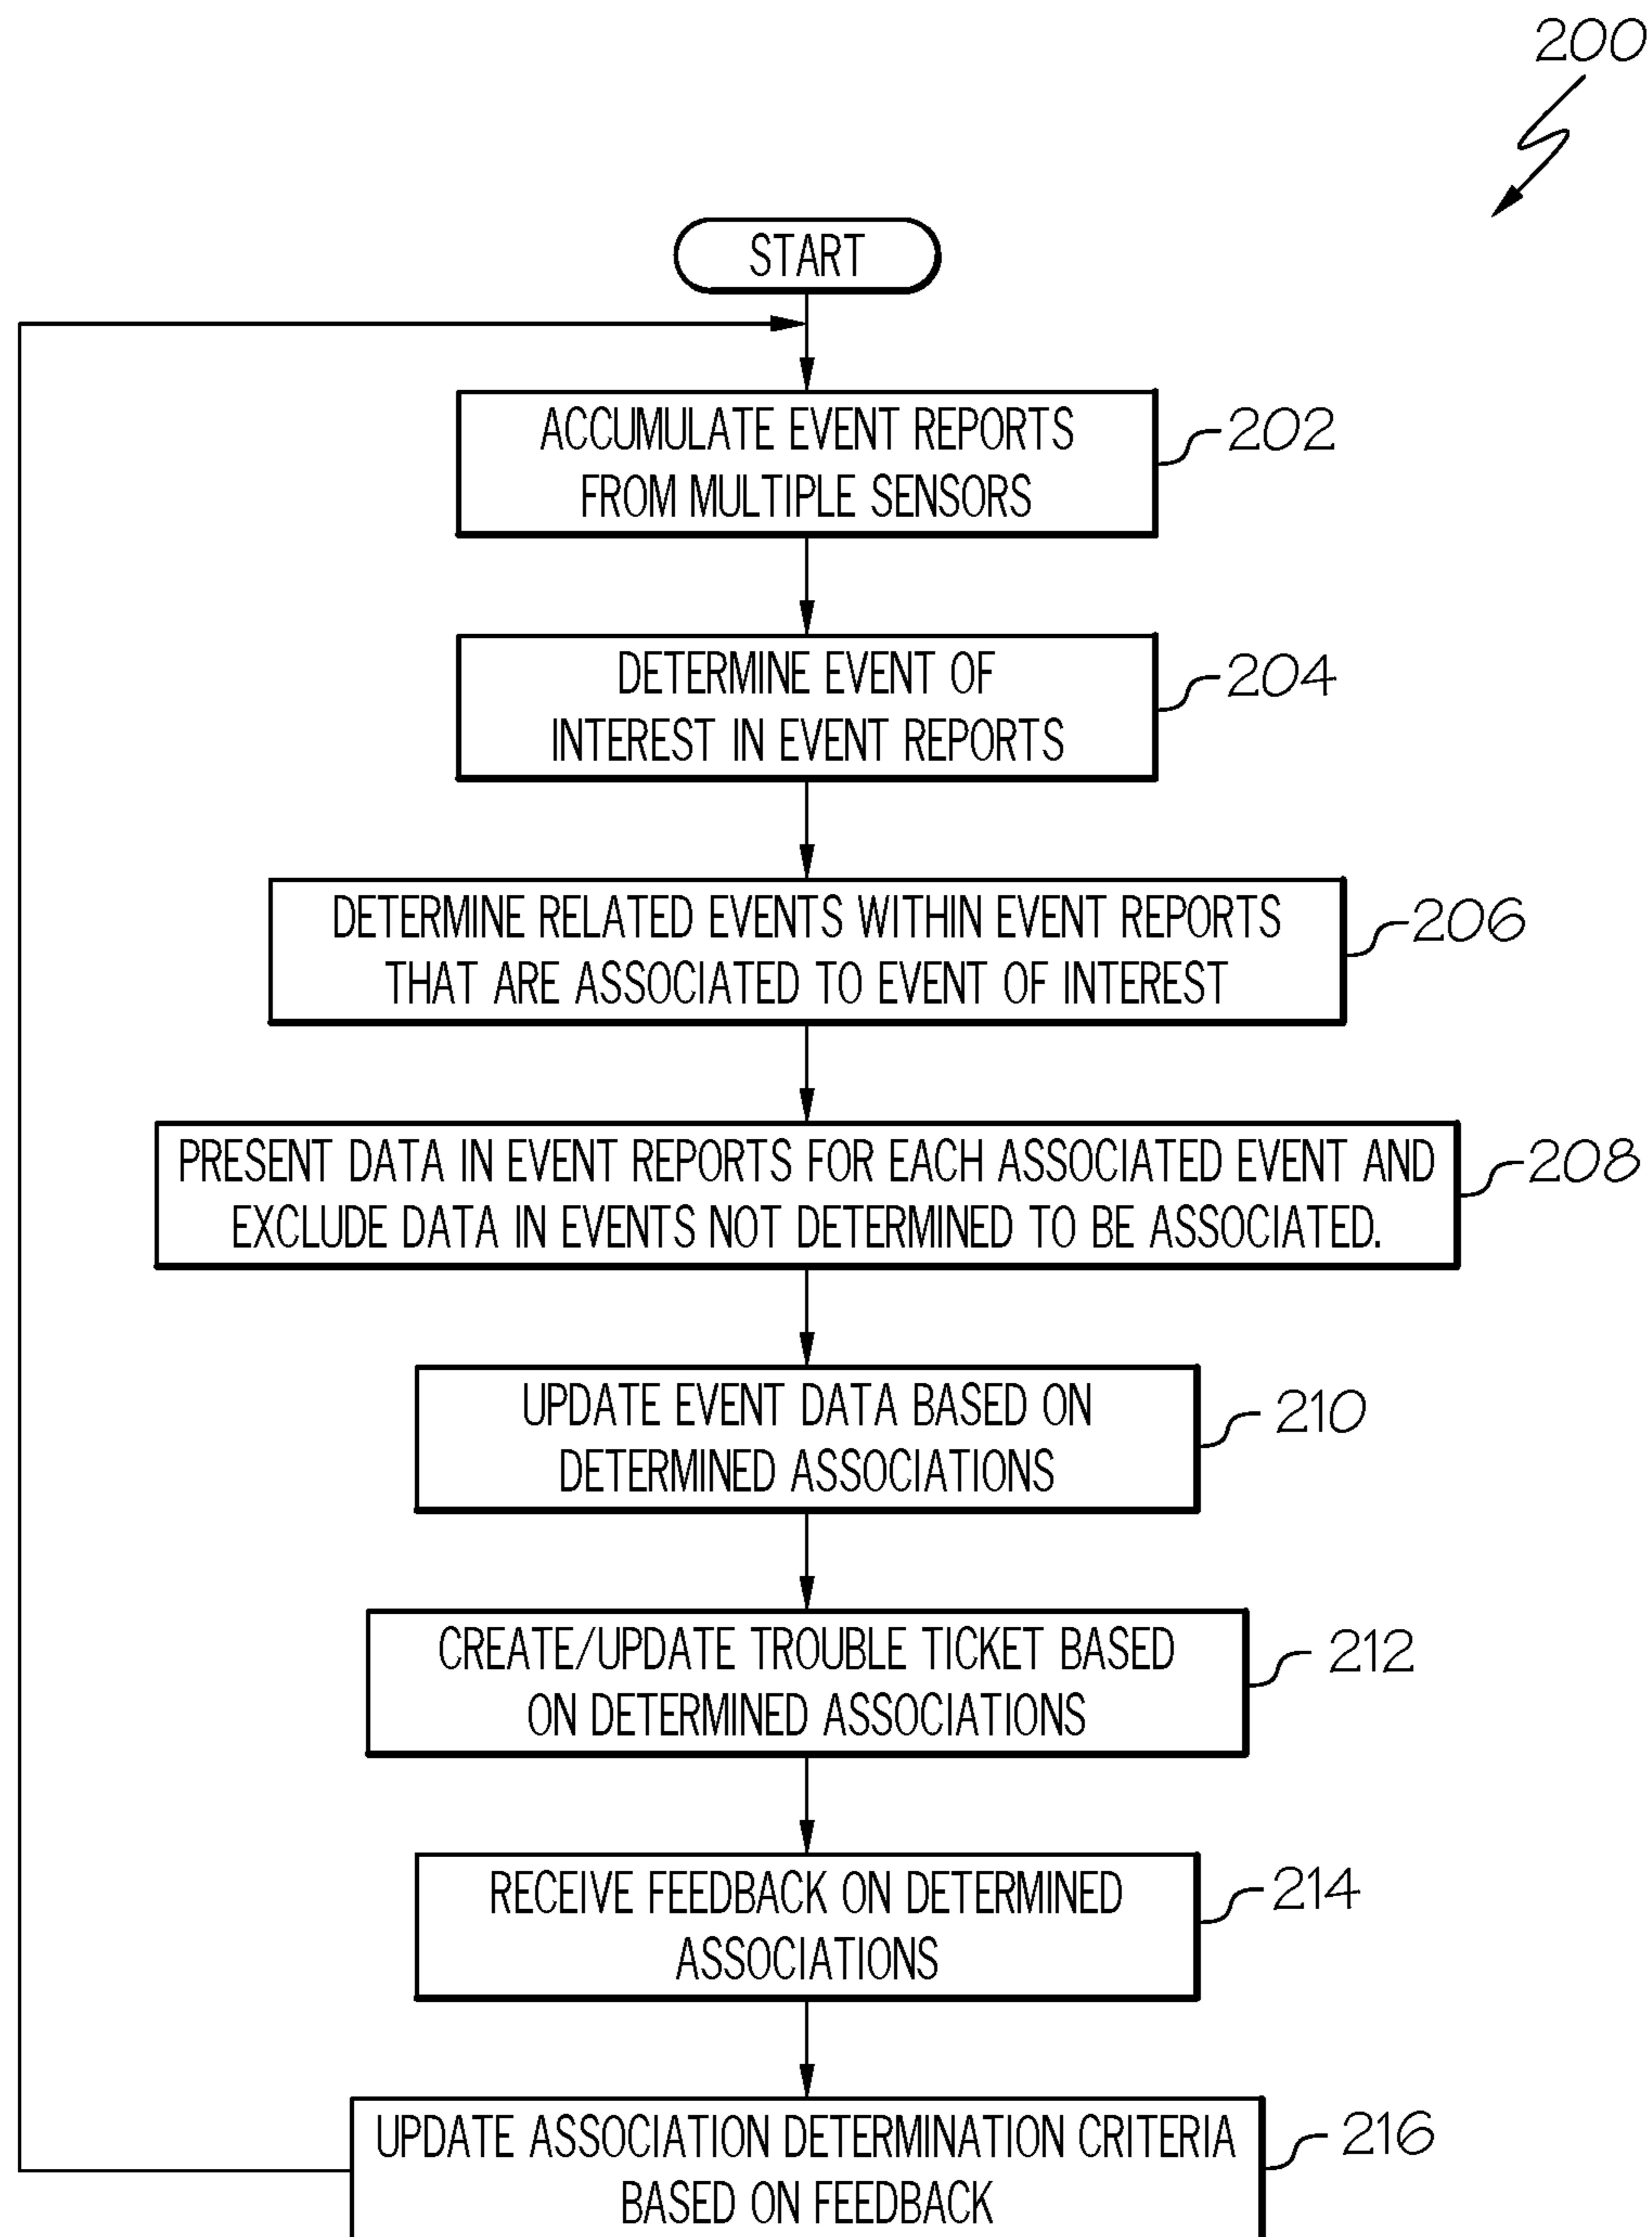 200
START
ACCUMULATE EVENT REPORTS
FROM MULTIPLE SENSORS
202
DETERMINE EVENT OF
INTEREST IN EVENT REPORTS
204
DETERMINE RELATED EVENTS WITHIN EVENT REPORTS
THAT ARE ASSOCIATED TO EVENT OF INTEREST
206
PRESENT DATA IN EVENT REPORTS FOR EACH ASSOCIATED EVENT AND
EXCLUDE DATA IN EVENTS NOT DETERMINED TO BE ASSOCIATED.
208
UPDATE EVENT DATA BASED ON
DETERMINED ASSOCIATIONS
210
CREATE/UPDATE TROUBLE TICKET BASED
ON DETERMINED ASSOCIATIONS
212
RECEIVE FEEDBACK ON DETERMINED
ASSOCIATIONS
214
UPDATE ASSOCIATION DETERMINATION CRITERIA
BASED ON FEEDBACK
216